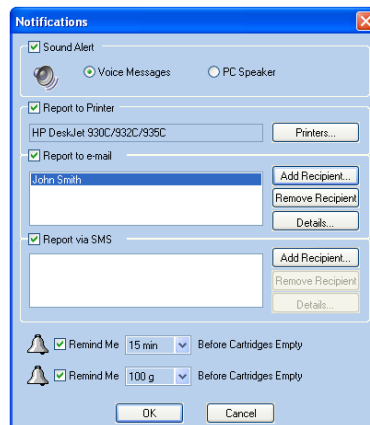 Notifications
Sound Alert
Voice Messages PC Speaker
Report to Printer
HP DeskJet 930C/932C/935C Printers...
Report to e-mail
John Smith Add Recipient...
Remove Recipient
Details...
Report via SMS
Add Recipient...
Remove Recipient
Details...
Remind Me 15 min Before Cartridges Empty
Remind Me 100 g Before Cartridges Empty
OK Cancel